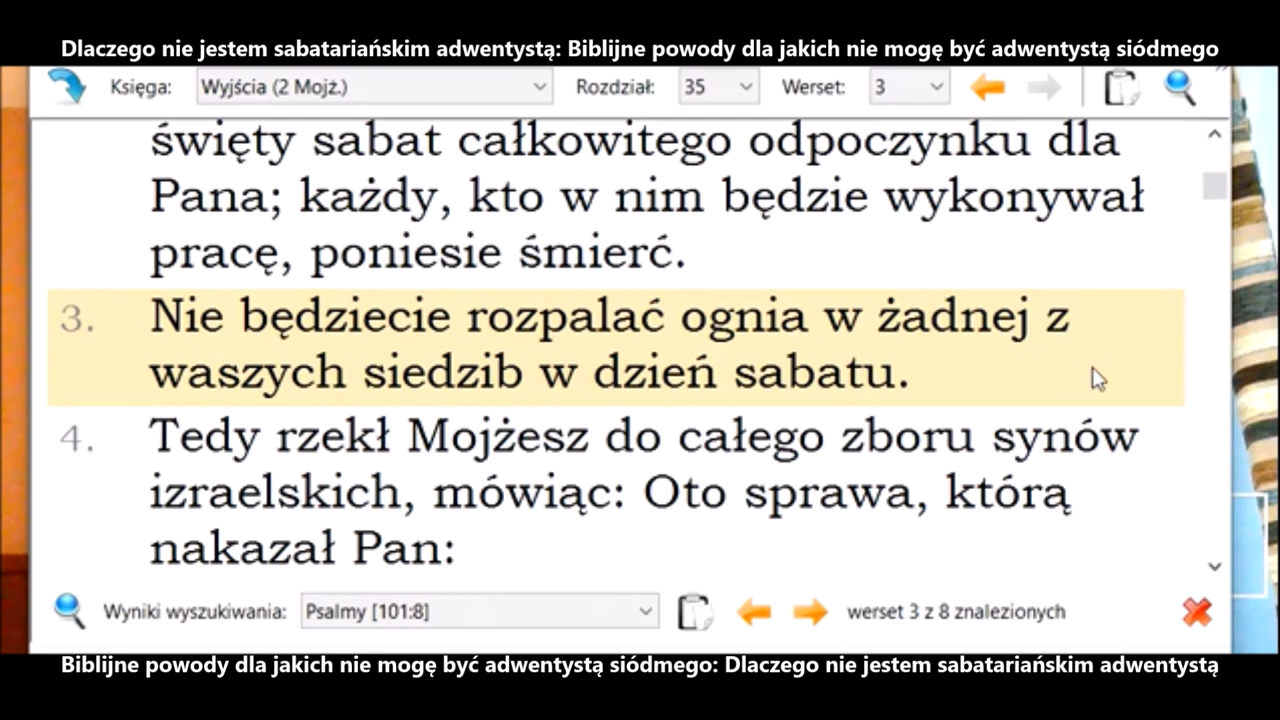 Dlaczego nie jestem sabatariańskim adwentystą: Biblijne powody dla jakich nie mogę być adwentystą siódmego
Księga: Wyjścia (2 Mojż.) Rozdział: 35 Werset: 3
święty sabat całkowitego odpoczynku dla
Pana; każdy, kto w nim będzie wykonywał
pracę, poniesie śmierć.
3. Nie będziecie rozpalać ognia w żadnej z
waszych siedzib w dzień sabatu.
4. Tedy rzekł Mojżesz do całego zboru synów
izraelskich, mówiąc: Oto sprawa, którą
nakazał Pan:
Wyniki wyszukiwania: Psalmy [101:8] werset 3 z 8 znalezionych
Biblijne powody dla jakich nie mogę być adwentystą siódmego: Dlaczego nie jestem sabatariańskim adwentystą